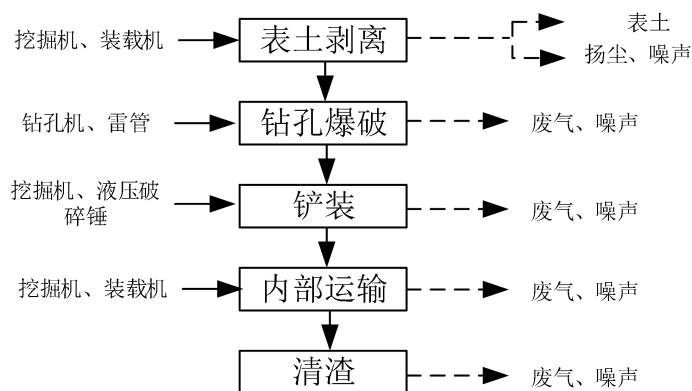 挖掘机、装载机
表土剥离
表土
扬尘、噪声
钻孔机、雷管
钻孔爆破
废气、噪声
挖掘机、液压破
碎锤
铲装
废气、噪声
挖掘机、装载机
内部运输
废气、噪声
清渣
废气、噪声